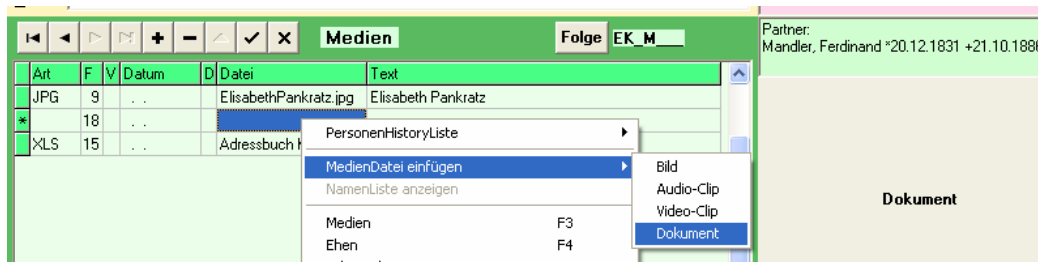 Medien Folge EK_M___
Partner:
Mandler, Ferdinand *20.12.1831 +21.10.1886
Art F V Datum D Datei Text
JPG 9 . . ElisabethPankratz.jpg Elisabeth Pankratz
* 18 . .
XLS 15 . . Adressbuch
PersonenHistoryListe
MedienDatei einfügen
NamenListe anzeigen
Medien F3
Ehen F4
Bild
Audio-Clip
Video-Clip
Dokument
Dokument